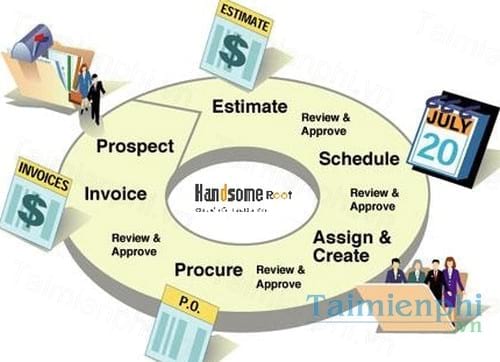 ESTIMATE
$
Estimate
Review &
Approve
JULY
20
Schedule
Review &
Approve
Assign &
Create
Review &
Approve
Procure
P.O.
Review &
Approve
Invoice
INVOICES
$
Prospect
Handsome Root
Taimienphi
.vn